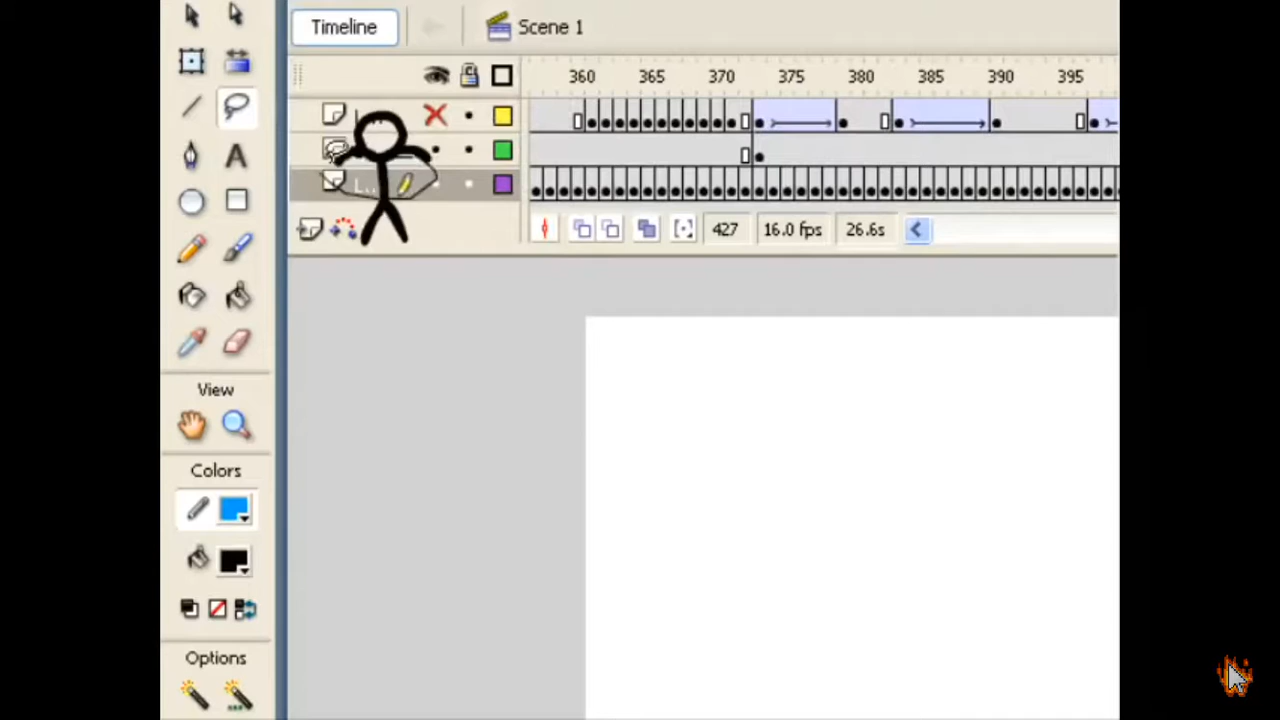 Timeline
Scene 1
360 365 370 375 380 385 390 395
L...
427 16.0 fps 26.6s
View
Colors
Options